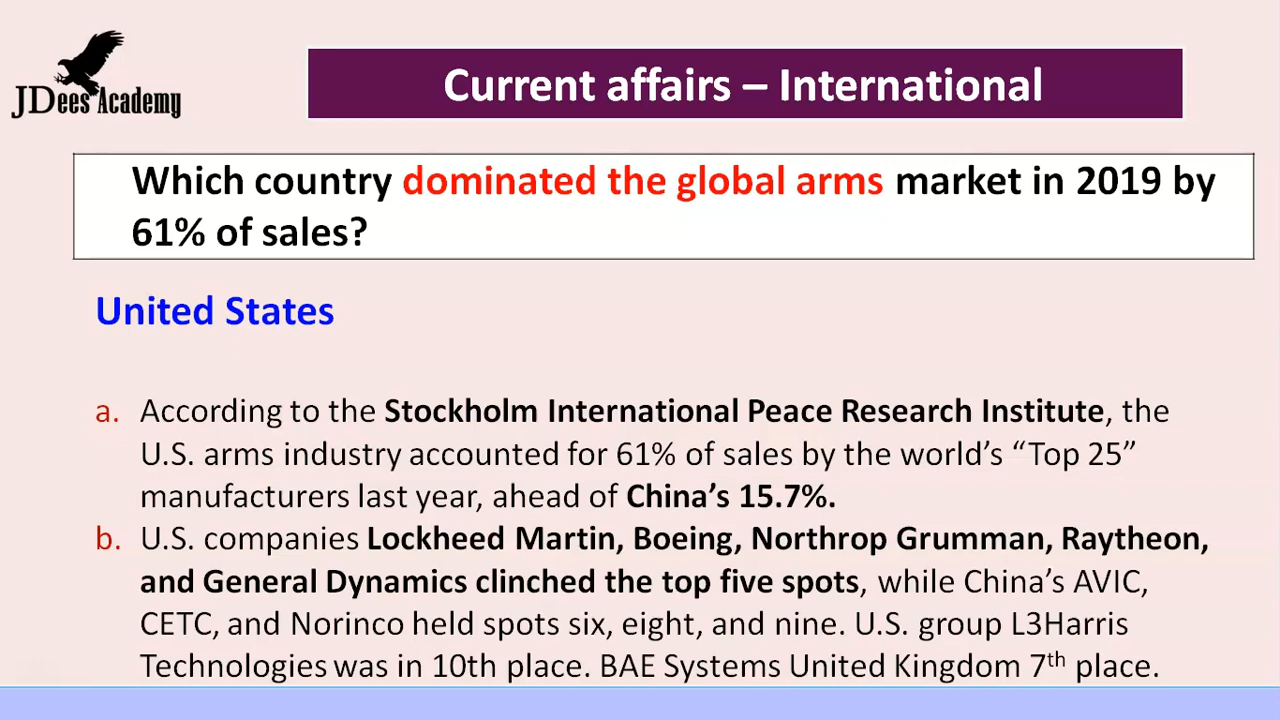 JDees Academy
Current affairs – International
Which country dominated the global arms market in 2019 by
61% of sales?
United States
a. According to the Stockholm International Peace Research Institute, the
U.S. arms industry accounted for 61% of sales by the world’s “Top 25”
manufacturers last year, ahead of China’s 15.7%.
b. U.S. companies Lockheed Martin, Boeing, Northrop Grumman, Raytheon,
and General Dynamics clinched the top five spots, while China’s AVIC,
CETC, and Norinco held spots six, eight, and nine. U.S. group L3Harris
Technologies was in 10th place. BAE Systems United Kingdom 7th place.